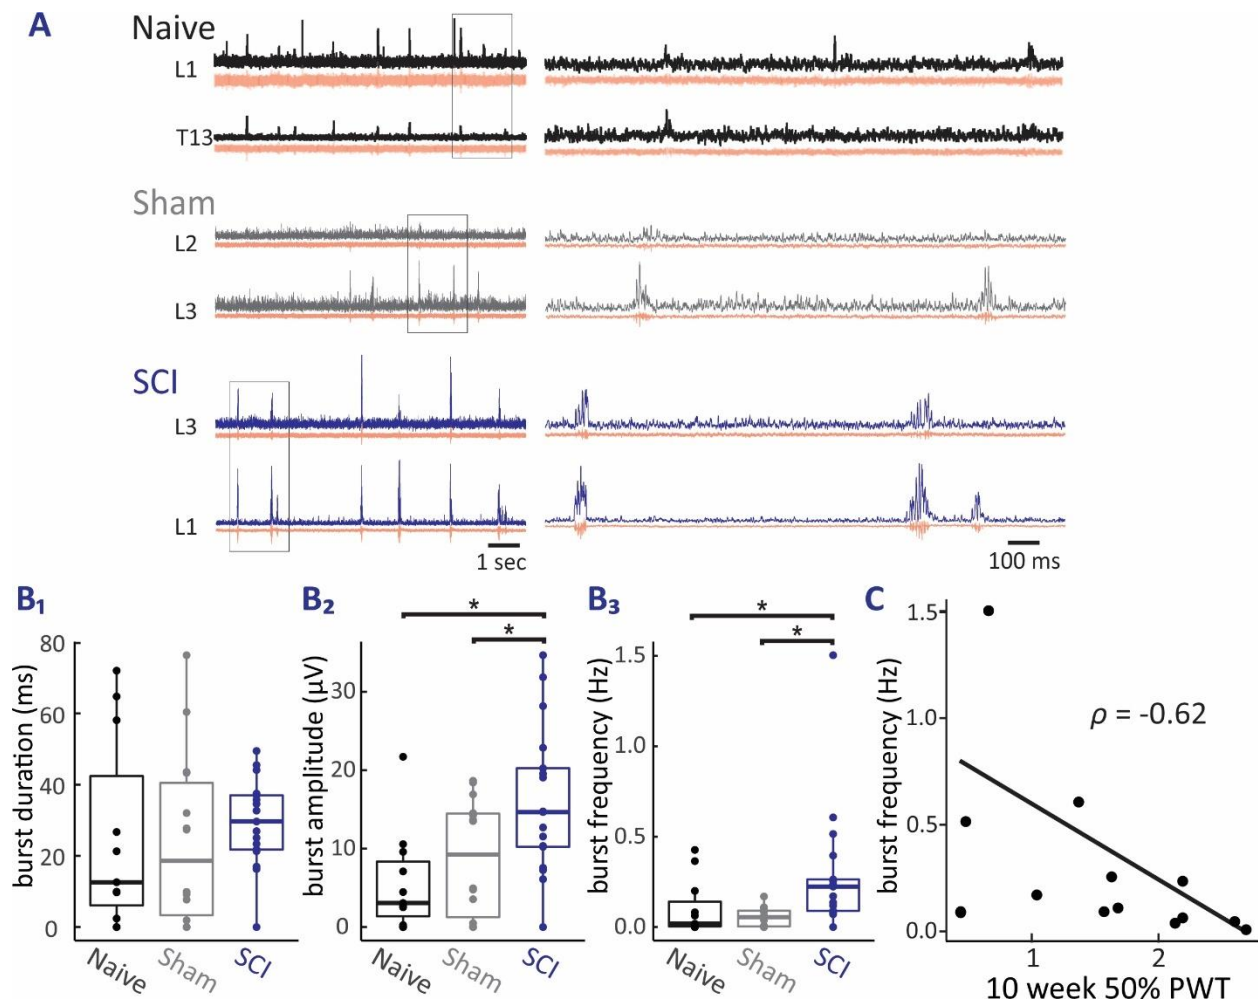 A
Naive
L1
T13
Sham
L2
L3
SCI
L3
L1
1 sec
100 ms
B₁
burst duration (ms)
80
60
40
20
0
Naive
Sham
SCI
B₂
*
*
burst amplitude (µV)
30
20
10
0
Naive
Sham
SCI
B₃
*
*
burst frequency (Hz)
1.5
1.0
0.5
0.0
Naive
Sham
SCI
C
burst frequency (Hz)
1.5
1.0
0.5
0.0
ρ = -0.62
1
2
10 week 50% PWT